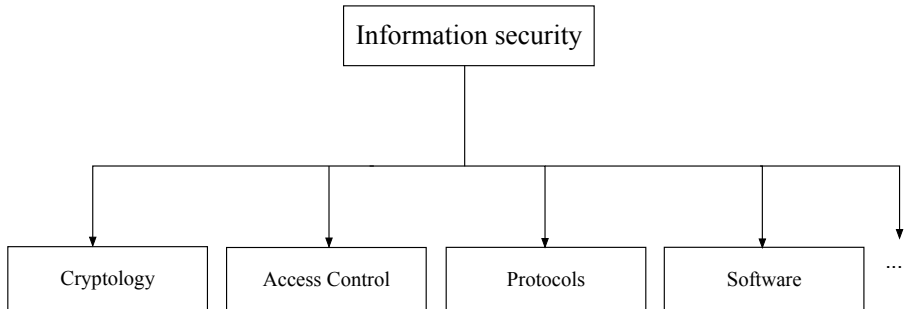 Information security
Cryptology
Access Control
Protocols
Software
...